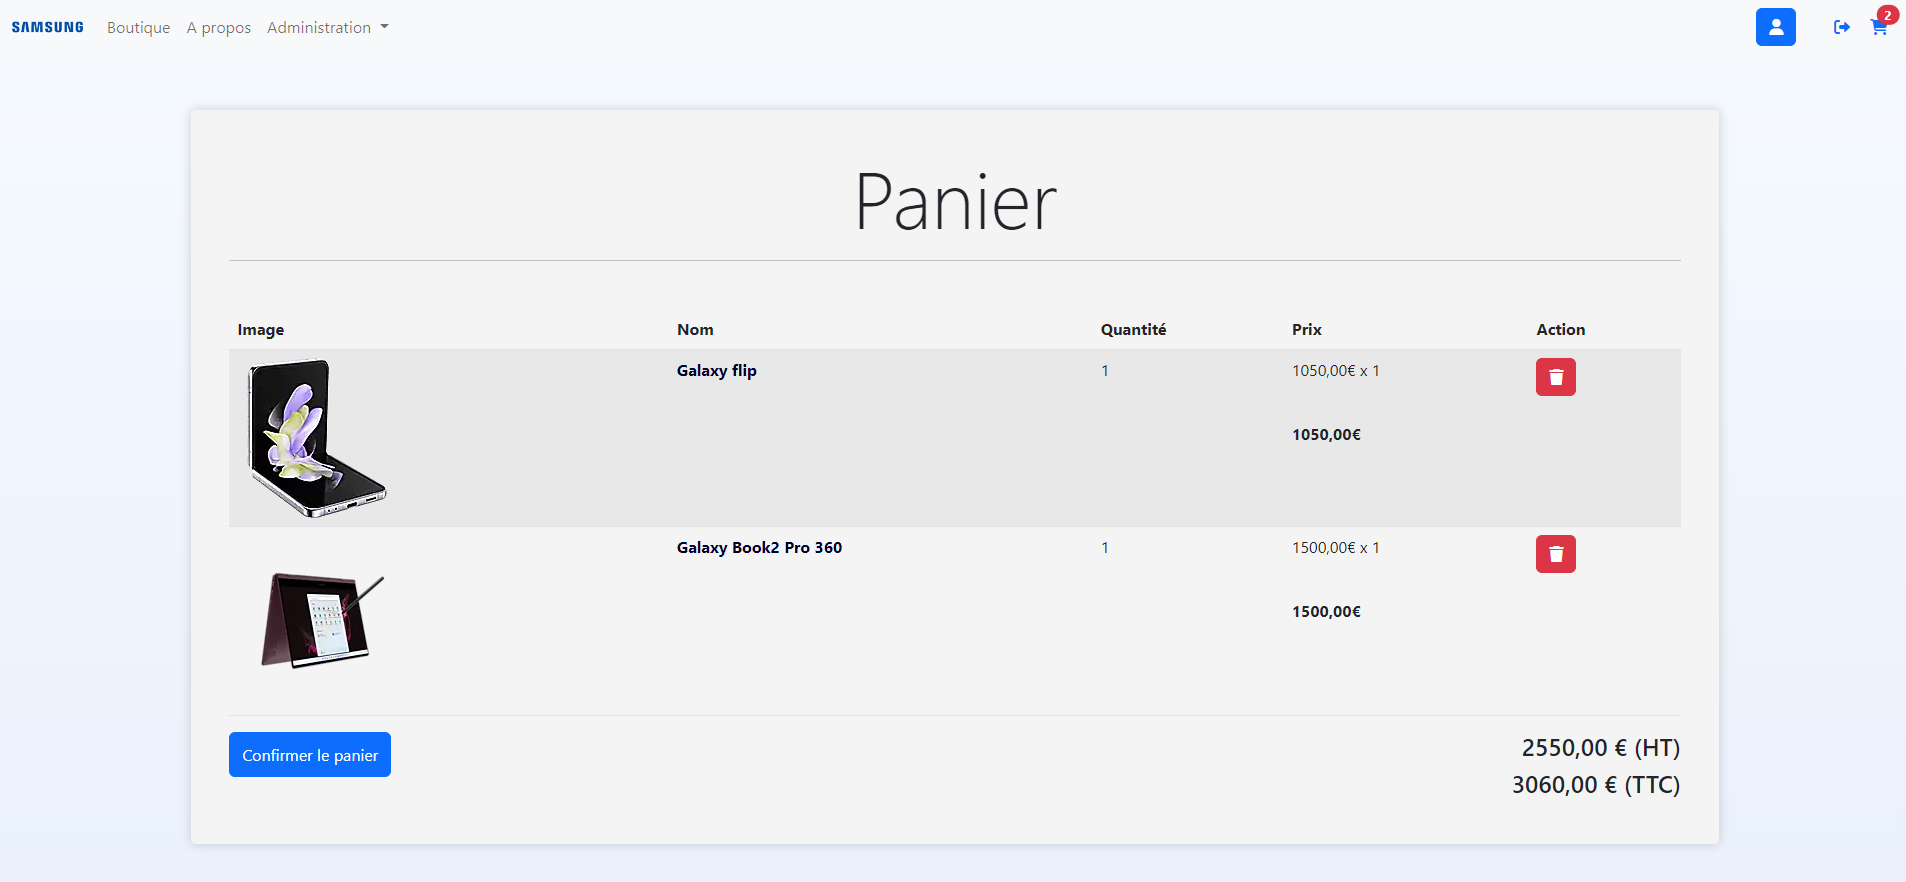 SAMSUNG Boutique A propos Administration 2
Panier
Image Nom Quantité Prix Action
Galaxy flip 1 1050,00€ x 1
1050,00€
Galaxy Book2 Pro 360 1 1500,00€ x 1
1500,00€
Confirmer le panier 2550,00 € (HT)
3060,00 € (TTC)